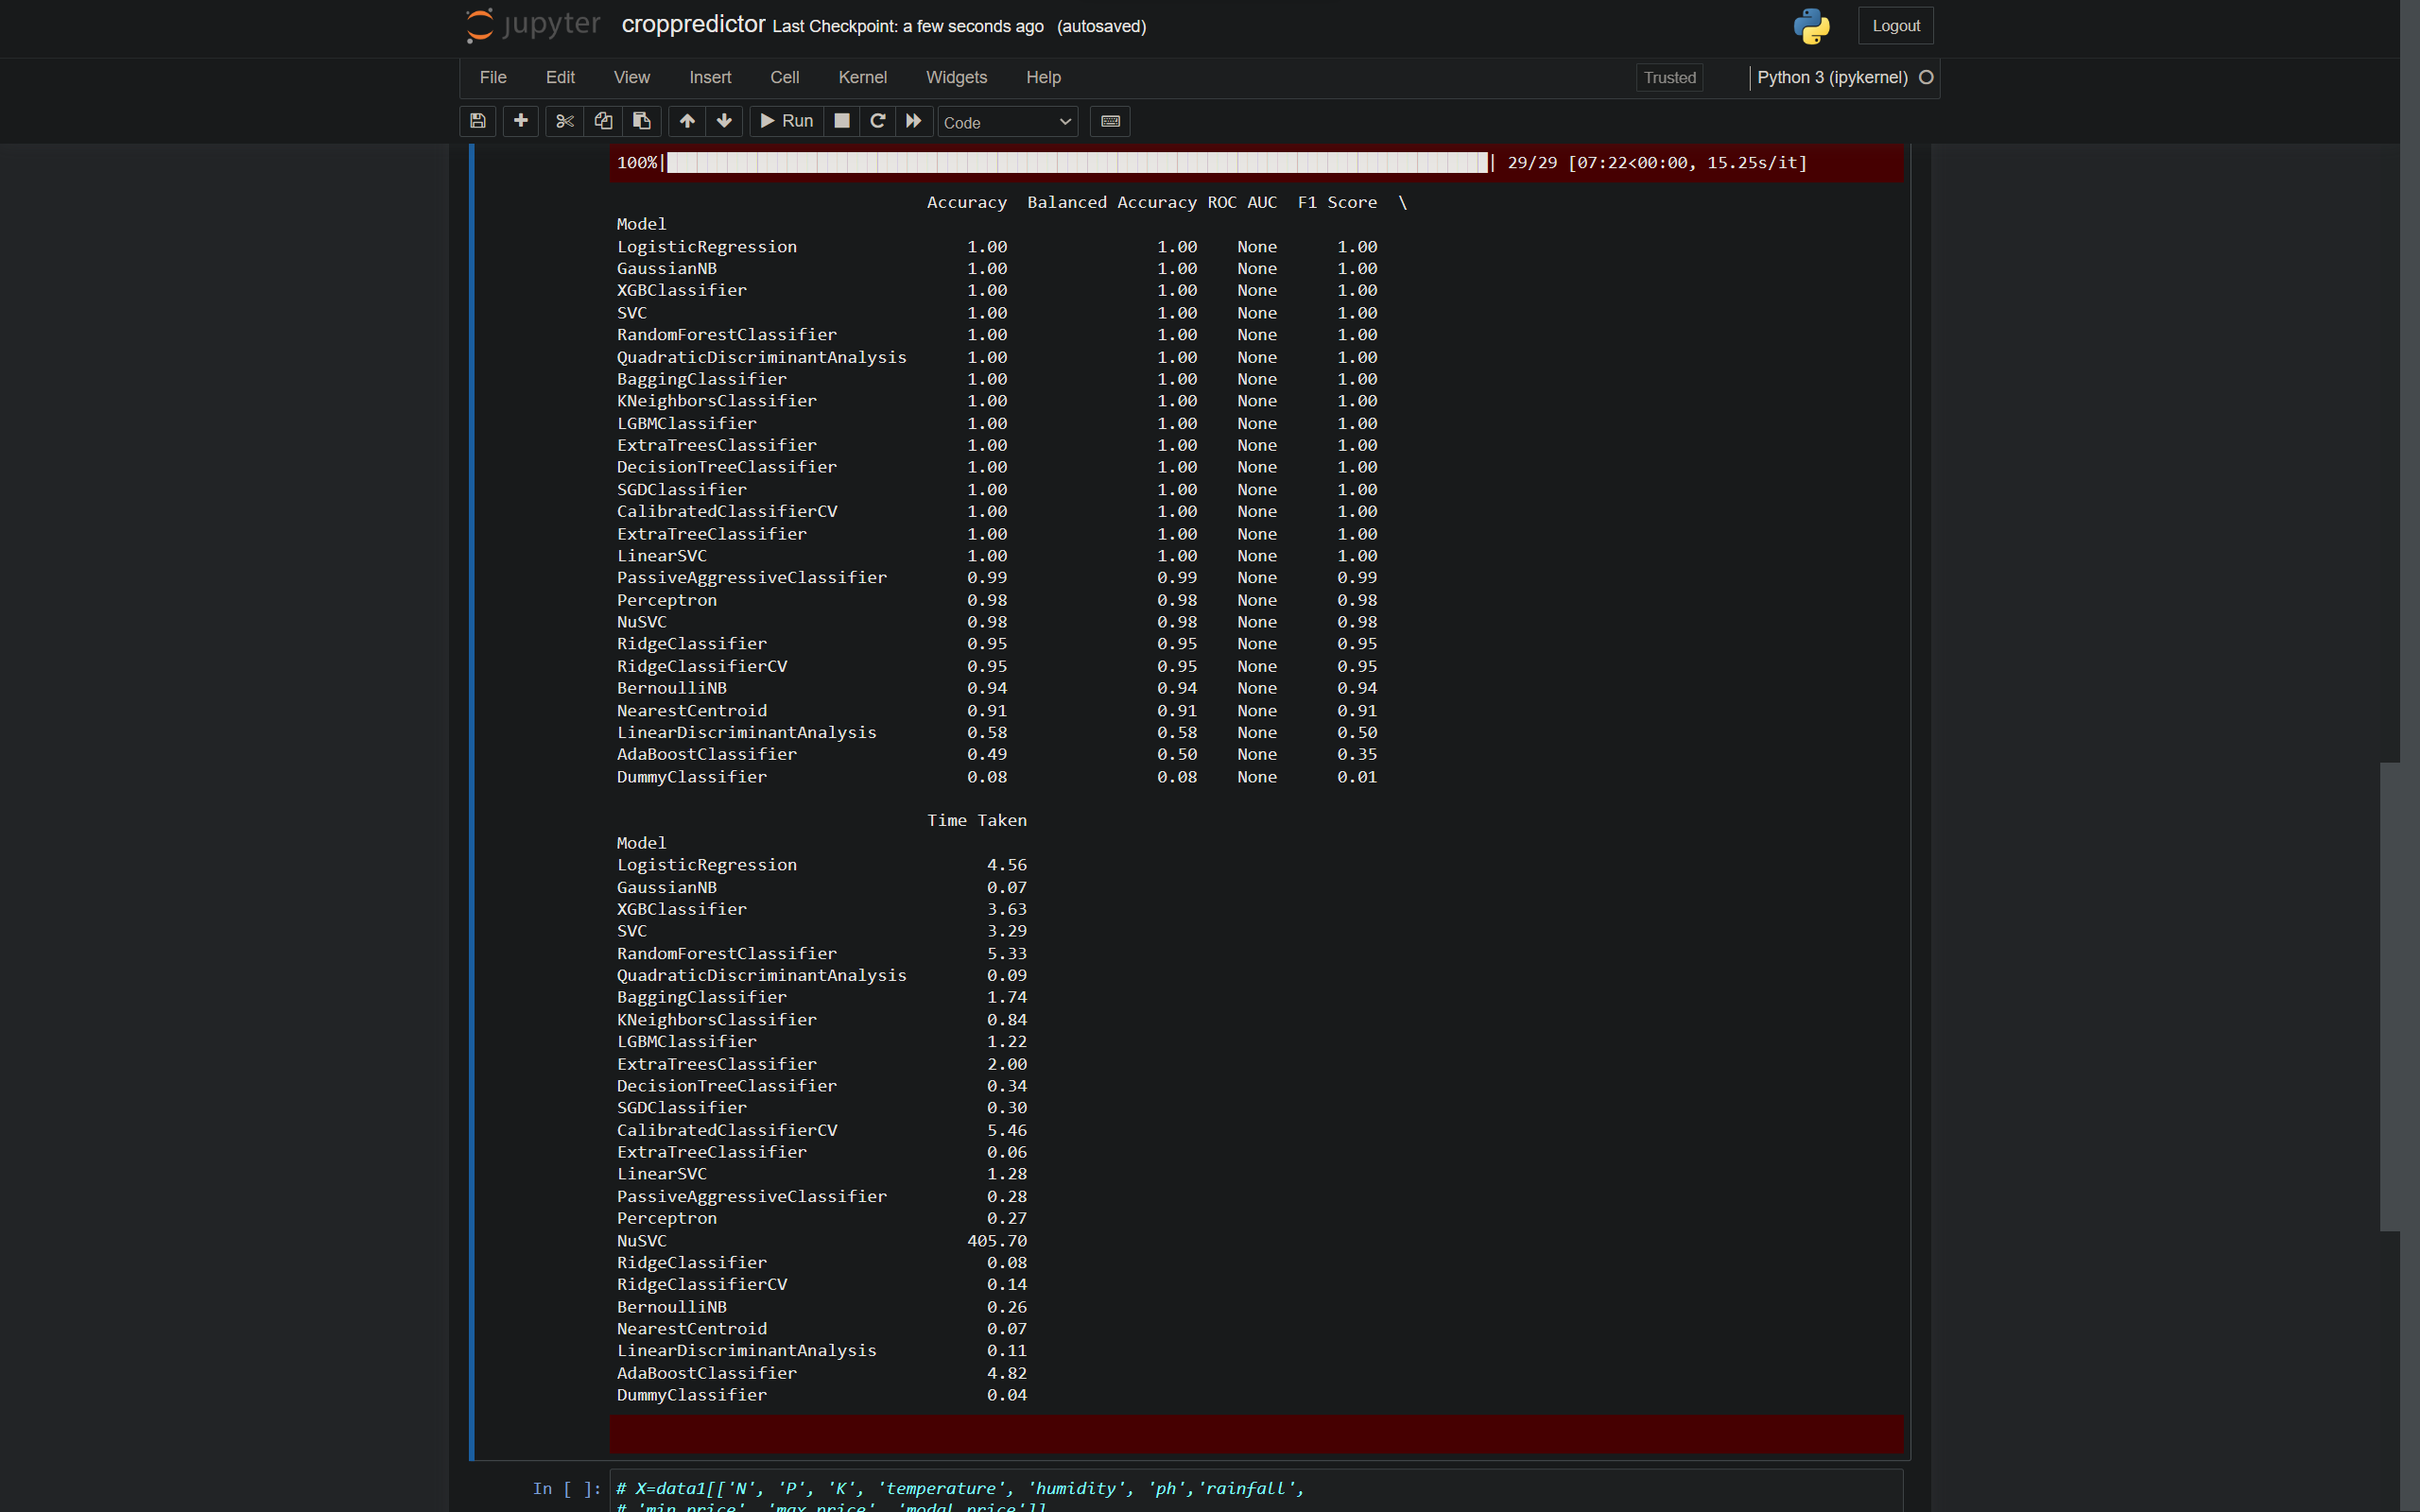 jupyter croppredictor Last Checkpoint: a few seconds ago (autosaved) Logout
File Edit View Insert Cell Kernel Widgets Help Trusted Python 3 (ipykernel)
Run Code
100%| | 29/29 [07:22<00:00, 15.25s/it]
Accuracy Balanced Accuracy ROC AUC F1 Score \
Model
LogisticRegression 1.00 1.00 None 1.00
GaussianNB 1.00 1.00 None 1.00
XGBClassifier 1.00 1.00 None 1.00
SVC 1.00 1.00 None 1.00
RandomForestClassifier 1.00 1.00 None 1.00
QuadraticDiscriminantAnalysis 1.00 1.00 None 1.00
BaggingClassifier 1.00 1.00 None 1.00
KNeighborsClassifier 1.00 1.00 None 1.00
LGBMClassifier 1.00 1.00 None 1.00
ExtraTreesClassifier 1.00 1.00 None 1.00
DecisionTreeClassifier 1.00 1.00 None 1.00
SGDClassifier 1.00 1.00 None 1.00
CalibratedClassifierCV 1.00 1.00 None 1.00
ExtraTreeClassifier 1.00 1.00 None 1.00
LinearSVC 1.00 1.00 None 1.00
PassiveAggressiveClassifier 0.99 0.99 None 0.99
Perceptron 0.98 0.98 None 0.98
NuSVC 0.98 0.98 None 0.98
RidgeClassifier 0.95 0.95 None 0.95
RidgeClassifierCV 0.95 0.95 None 0.95
BernoulliNB 0.94 0.94 None 0.94
NearestCentroid 0.91 0.91 None 0.91
LinearDiscriminantAnalysis 0.58 0.58 None 0.50
AdaBoostClassifier 0.49 0.50 None 0.35
DummyClassifier 0.08 0.08 None 0.01
Time Taken
Model
LogisticRegression 4.56
GaussianNB 0.07
XGBClassifier 3.63
SVC 3.29
RandomForestClassifier 5.33
QuadraticDiscriminantAnalysis 0.09
BaggingClassifier 1.74
KNeighborsClassifier 0.84
LGBMClassifier 1.22
ExtraTreesClassifier 2.00
DecisionTreeClassifier 0.34
SGDClassifier 0.30
CalibratedClassifierCV 5.46
ExtraTreeClassifier 0.06
LinearSVC 1.28
PassiveAggressiveClassifier 0.28
Perceptron 0.27
NuSVC 405.70
RidgeClassifier 0.08
RidgeClassifierCV 0.14
BernoulliNB 0.26
NearestCentroid 0.07
LinearDiscriminantAnalysis 0.11
AdaBoostClassifier 4.82
DummyClassifier 0.04
In [ ]: # X=data1[['N', 'P', 'K', 'temperature', 'humidity', 'ph','rainfall',
# 'min_price', 'max_price', 'modal_price']]